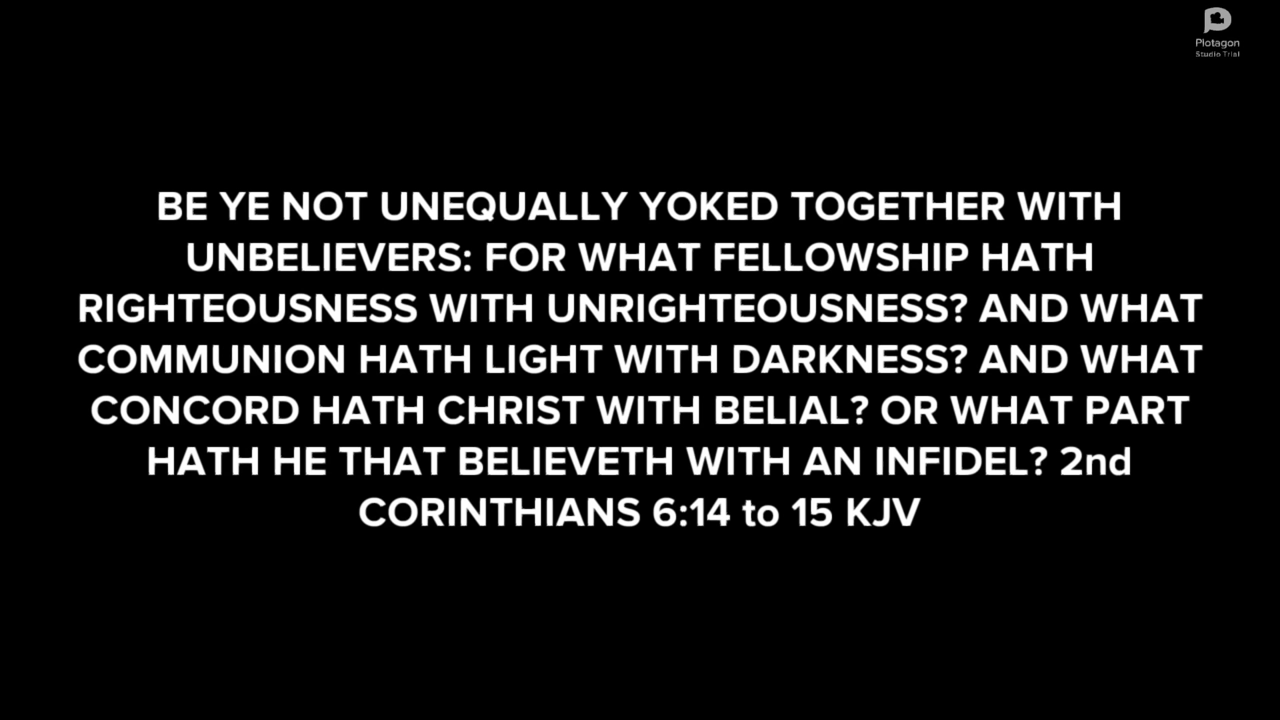 Plotagon
Studio Trial
BE YE NOT UNEQUALLY YOKED TOGETHER WITH
UNBELIEVERS: FOR WHAT FELLOWSHIP HATH
RIGHTEOUSNESS WITH UNRIGHTEOUSNESS? AND WHAT
COMMUNION HATH LIGHT WITH DARKNESS? AND WHAT
CONCORD HATH CHRIST WITH BELIAL? OR WHAT PART
HATH HE THAT BELIEVETH WITH AN INFIDEL? 2nd
CORINTHIANS 6:14 to 15 KJV